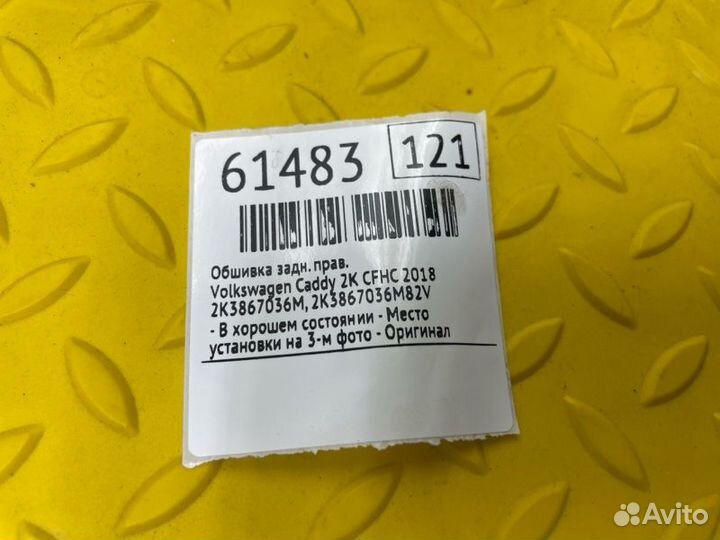 61483 121
Обшивка задн. прав.
Volkswagen Caddy 2K CFHC 2018
2K3867036M, 2K3867036M82V
- В хорошем состоянии - Место
установки на 3-м фото - Оригинал
Avito